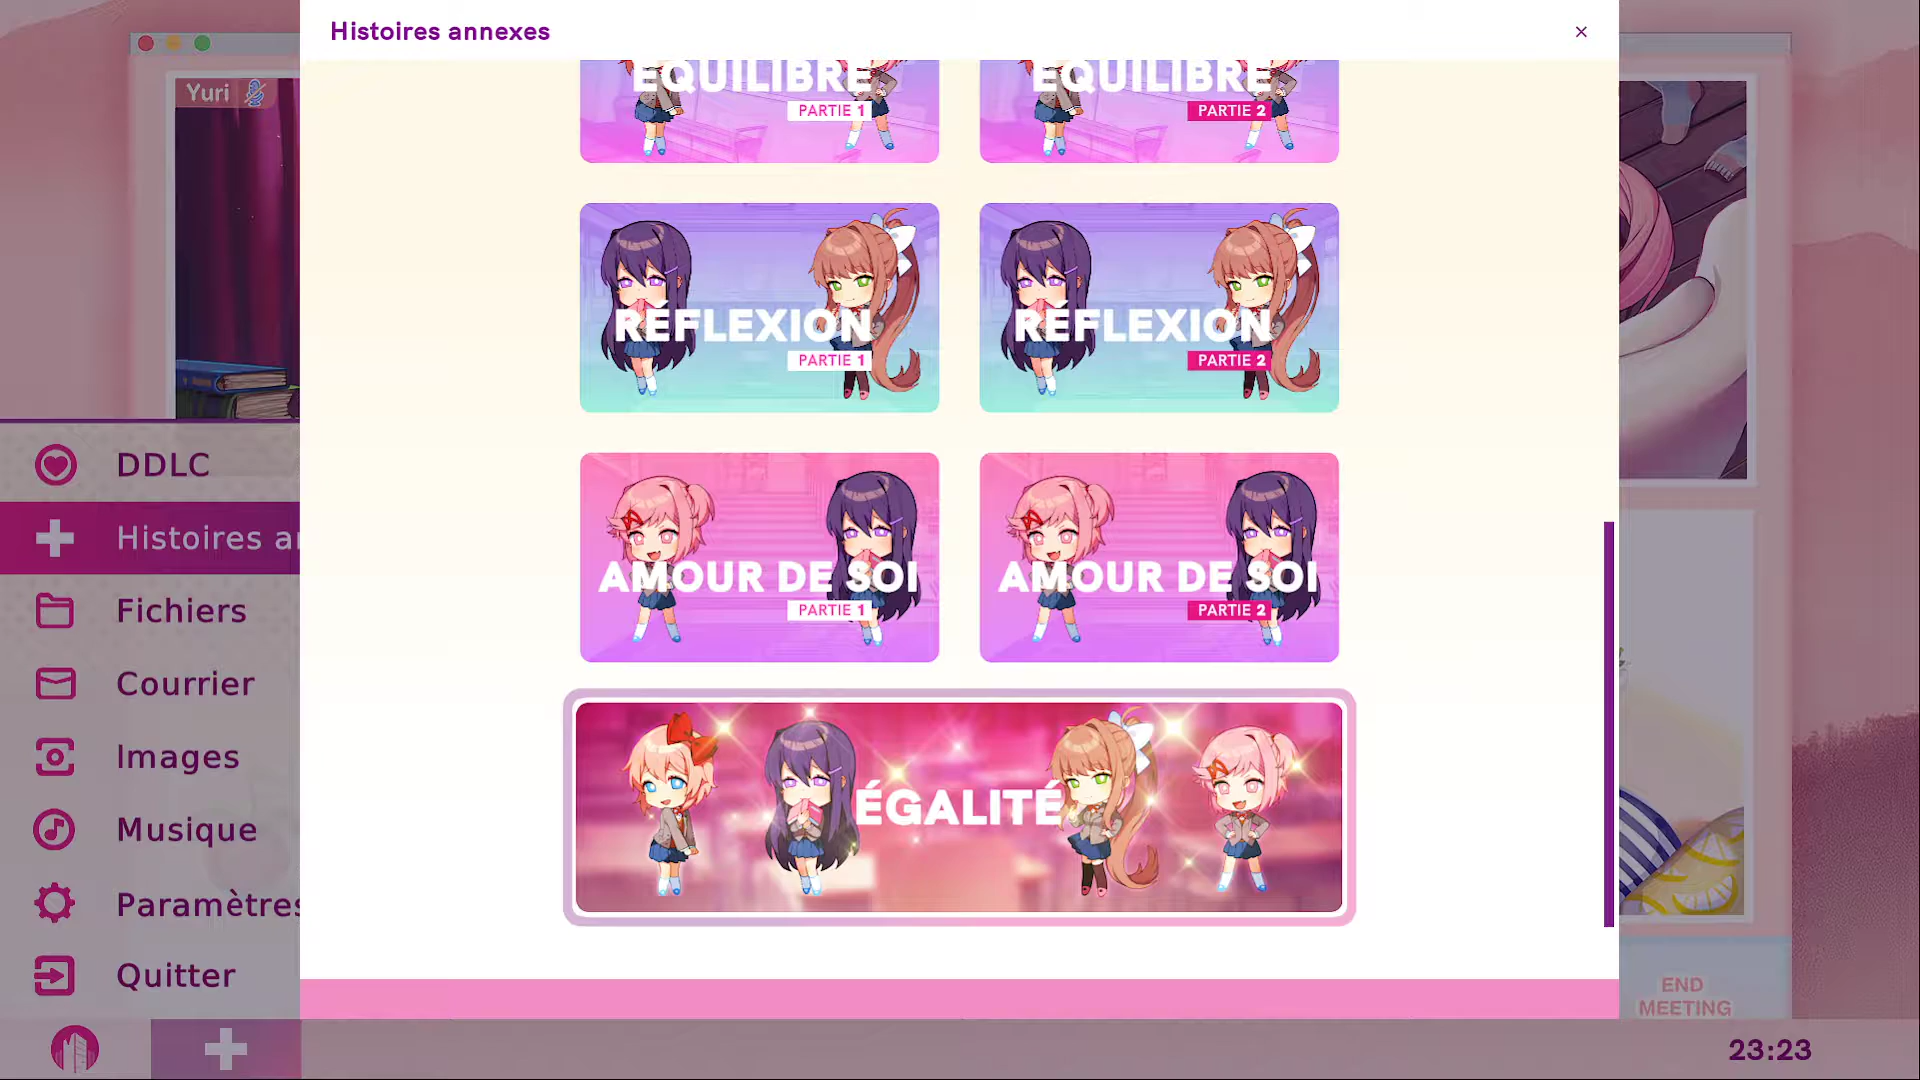 Histoires annexes
×
Yuri
EQUILIBRE
PARTIE 1
EQUILIBRE
PARTIE 2
RÉFLEXION
PARTIE 1
RÉFLEXION
PARTIE 2
AMOUR DE SOI
PARTIE 1
AMOUR DE SOI
PARTIE 2
ÉGALITÉ
DDLC
Histoires an
Fichiers
Courrier
Images
Musique
Paramètres
Quitter
END
MEETING
23:23